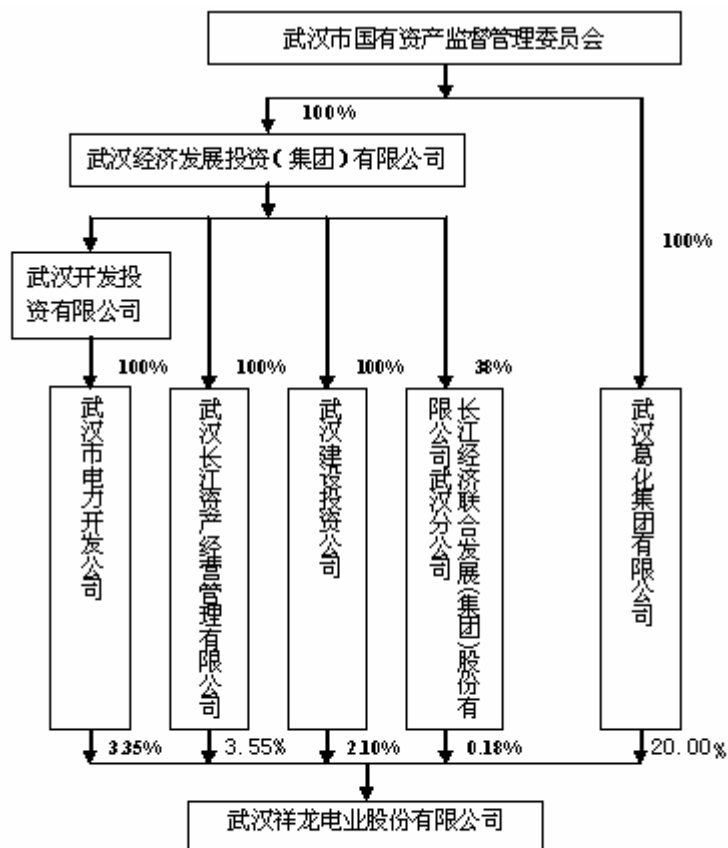 武汉市国有资产监督管理委员会
100%
武汉经济发展投资(集团)有限公司
100%
武汉开发投
资有限公司
100%
100%
100%
38%
武汉市电力开发公司
武汉长江资产经营管理有限公司
武汉建设投资公司
长江经济联合发展(集团)股份有
限公司武汉分公司
武汉葛化集团有限公司
3.35%
3.55%
2.10%
0.18%
20.00%
武汉祥龙电业股份有限公司